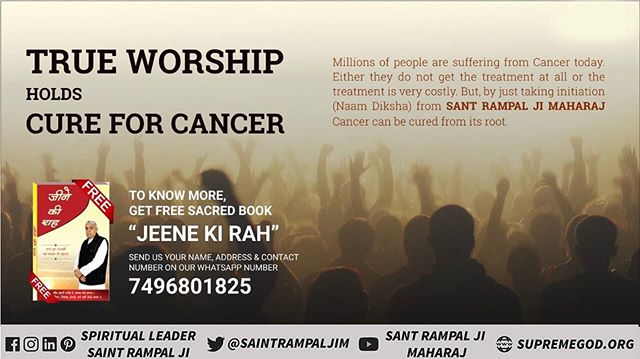 TRUE WORSHIP
HOLDS
CURE FOR CANCER
Millions of people are suffering from Cancer today.
Either they do not get the treatment at all or the
treatment is very costly. But, by just taking initiation
(Naam Diksha) from SANT RAMPAL JI MAHARAJ
Cancer can be cured from its root.
FREE
जीने
की
राह
FREE
TO KNOW MORE,
GET FREE SACRED BOOK
“JEENE KI RAH”
SEND US YOUR NAME, ADDRESS & CONTACT
NUMBER ON OUR WHATSAPP NUMBER
7496801825
SPIRITUAL LEADER
SAINT RAMPAL JI
@SAINTRAMPALJIM
SANT RAMPAL JI
MAHARAJ
SUPREMEGOD.ORG